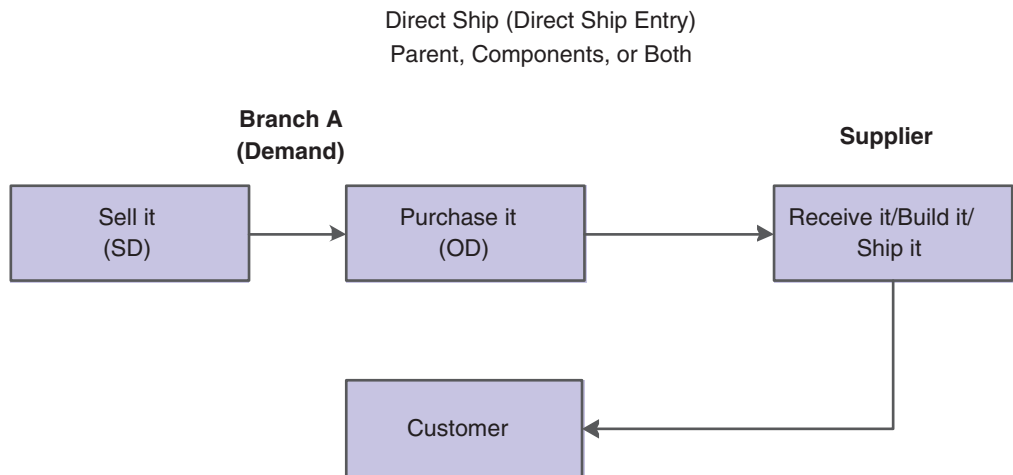 Direct Ship (Direct Ship Entry)
Parent, Components, or Both
Branch A
(Demand)
Supplier
Sell it
(SD)
Purchase it
(OD)
Receive it/Build it/
Ship it
Customer